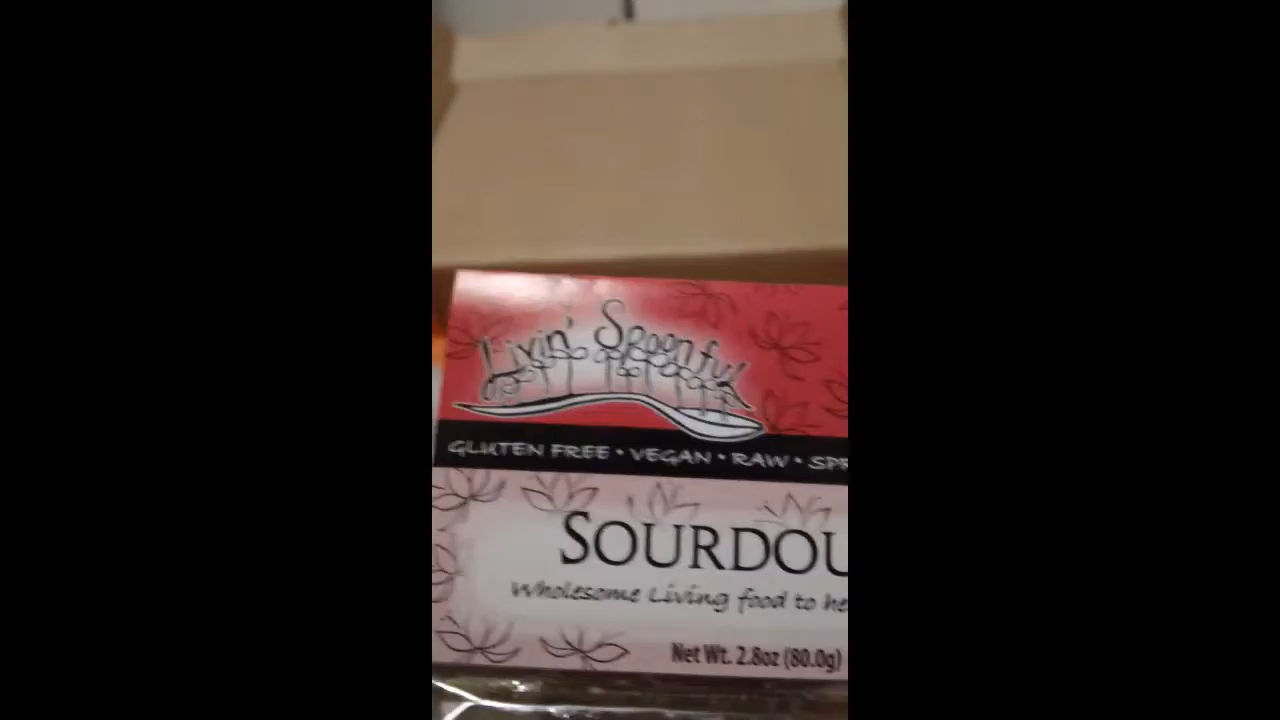 Livin' Spoonful
GLUTEN FREE • VEGAN • RAW • SPR
SOURDOU
Wholesome Living food to he
Net Wt. 2.8oz (80.0g)